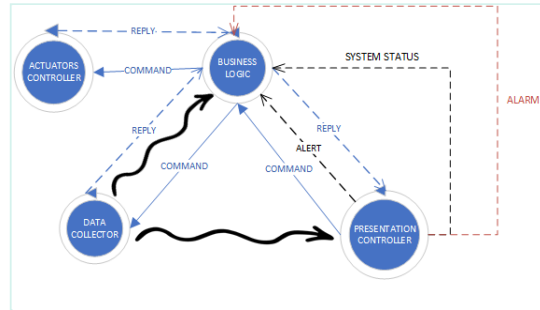 REPLY
SYSTEM STATUS
ACTUATORS
CONTROLLER
COMMAND
BUSINESS
LOGIC
ALARM
REPLY
REPLY
ALERT
COMMAND
COMMAND
DATA
COLLECTOR
PRESENTATION
CONTROLLER